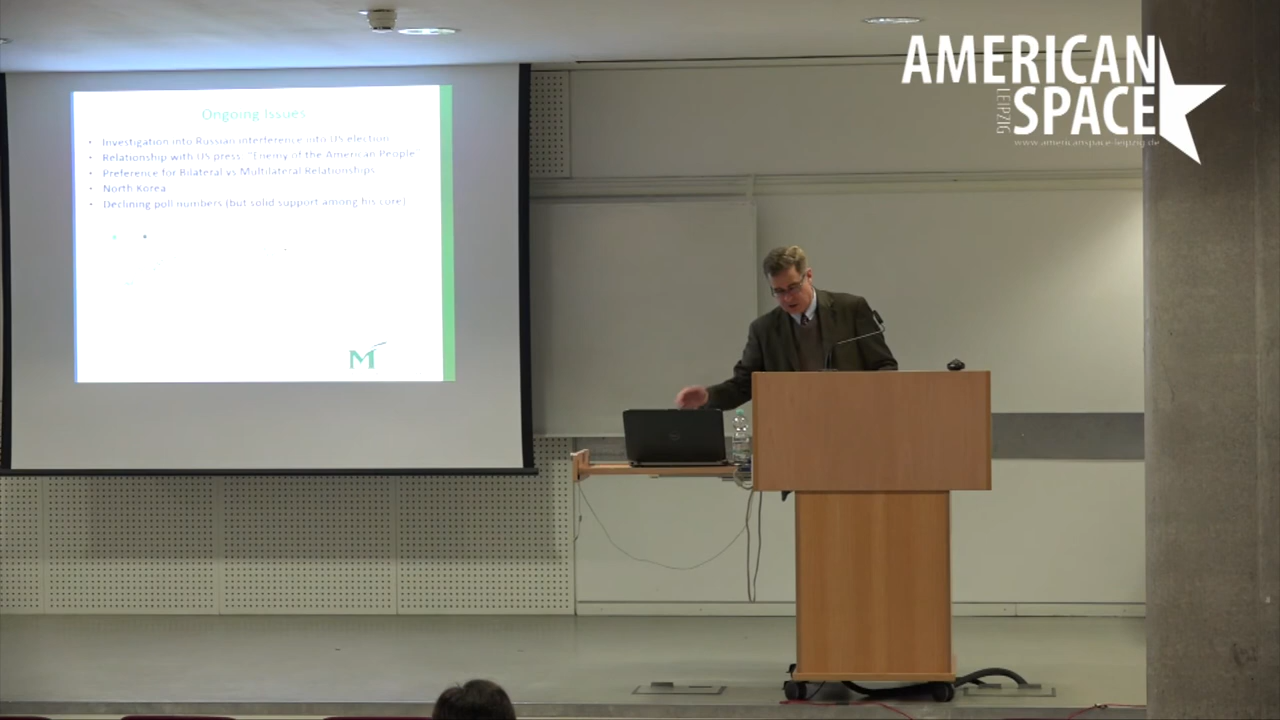 Ongoing Issues
• Investigation into Russian interference into US election
• Relationship with US press: "Enemy of the American People"
• Preference for Bilateral vs Multilateral Relationships
• North Korea
• Declining poll numbers (but solid support among his core)
M
AMERICAN
LEIPZIG
SPACE
www.americanspace-leipzig.de